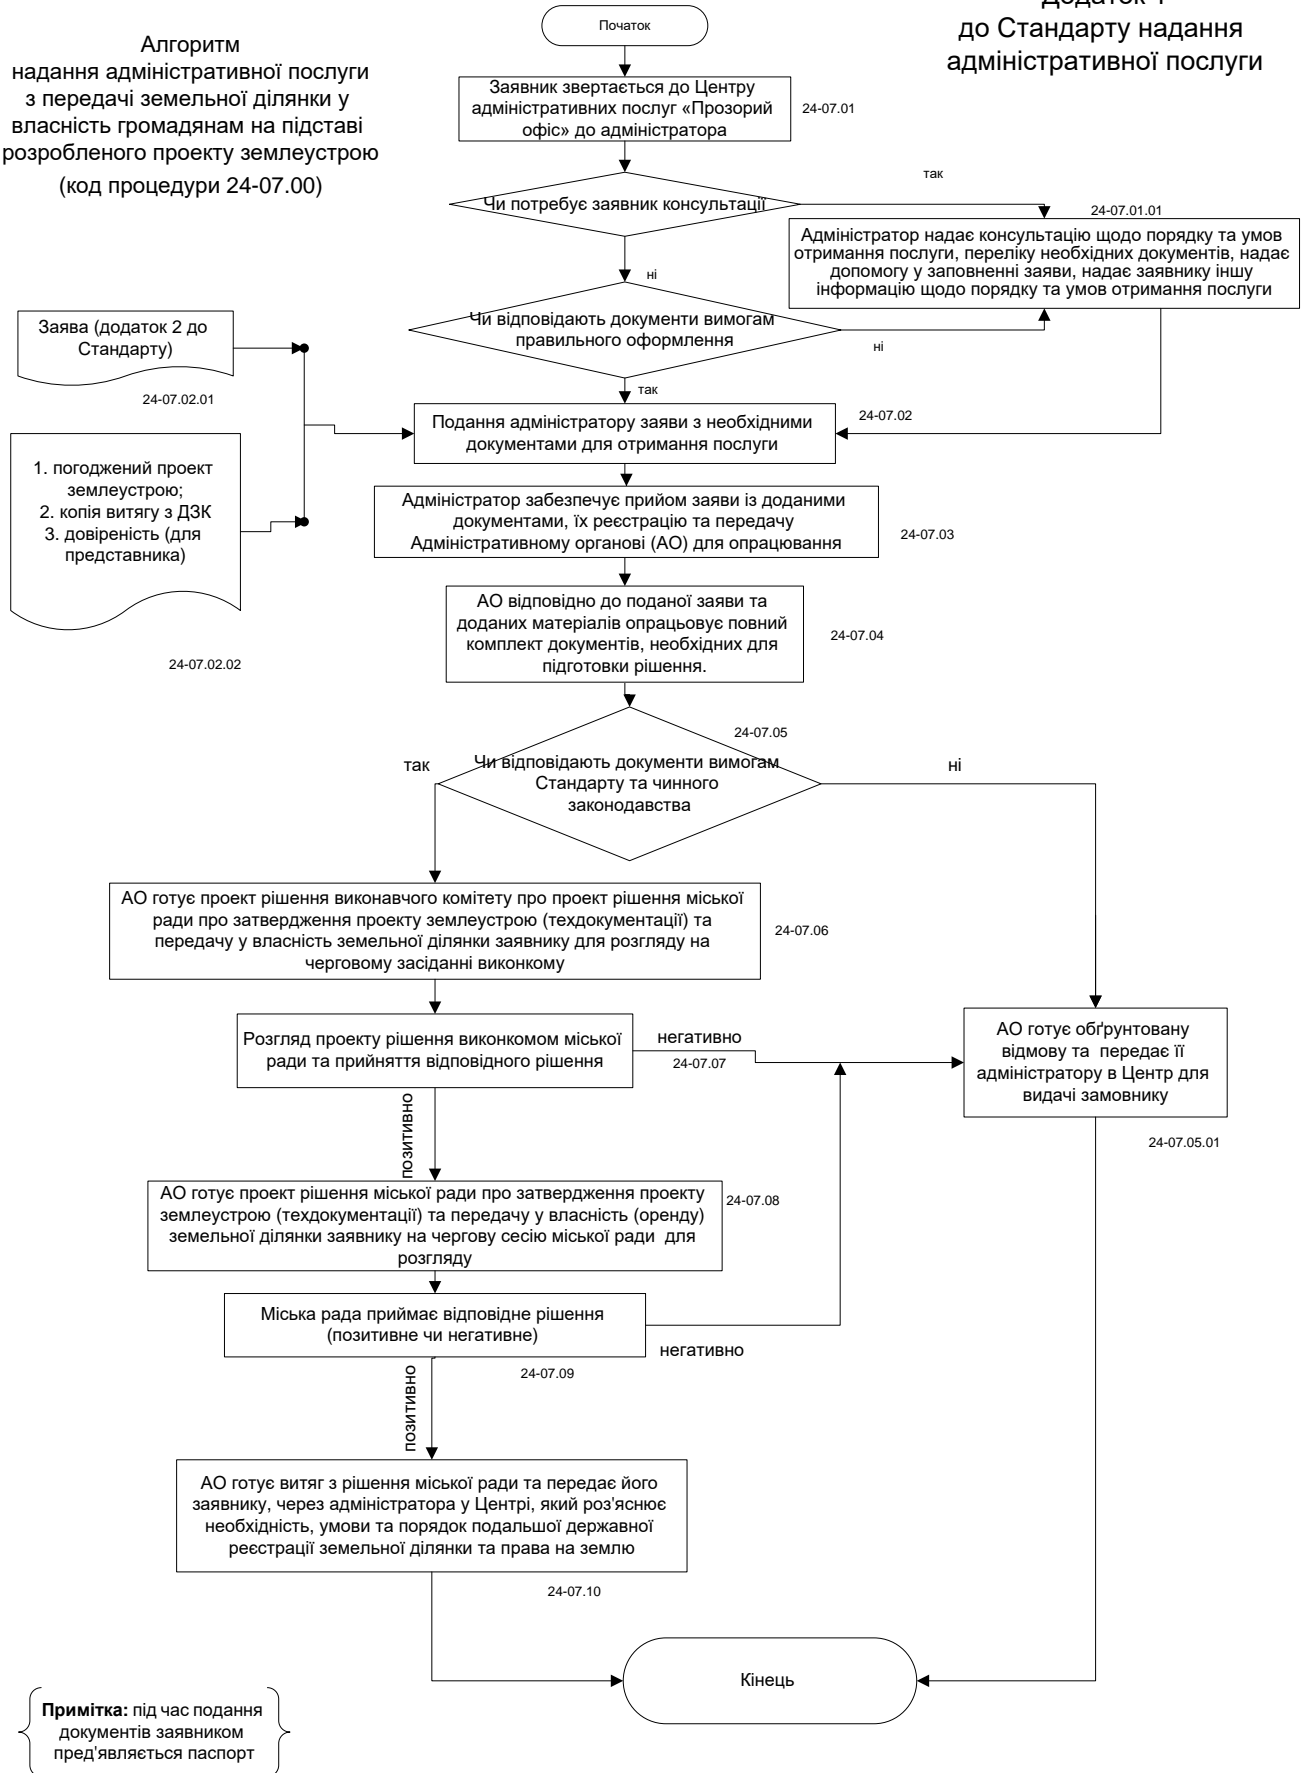 Додаток 1
до Стандарту надання
адміністративної послуги
Алгоритм
надання адміністративної послуги
з передачі земельної ділянки у
власність громадянам на підставі
розробленого проекту землеустрою
(код процедури 24-07.00)
Початок
Заявник звертається до Центру
адміністративних послуг «Прозорий
офіс» до адміністратора
24-07.01
Чи потребує заявник консультації
так
24-07.01.01
Адміністратор надає консультацію щодо порядку та умов
отримання послуги, переліку необхідних документів, надає
допомогу у заповненні заяви, надає заявнику іншу
інформацію щодо порядку та умов отримання послуги
ні
Чи відповідають документи вимогам
правильного оформлення
ні
так
Заява (додаток 2 до
Стандарту)
24-07.02.01
1. погоджений проект
землеустрою;
2. копія витягу з ДЗК
3. довіреність (для
представника)
24-07.02.02
Подання адміністратору заяви з необхідними
документами для отримання послуги
24-07.02
Адміністратор забезпечує прийом заяви із доданими
документами, їх реєстрацію та передачу
Адміністративному органові (АО) для опрацювання
24-07.03
АО відповідно до поданої заяви та
доданих матеріалів опрацьовує повний
комплект документів, необхідних для
підготовки рішення.
24-07.04
24-07.05
Чи відповідають документи вимогам
Стандарту та чинного
законодавства
так
ні
АО готує проект рішення виконавчого комітету про проект рішення міської
ради про затвердження проекту землеустрою (техдокументації) та
передачу у власність земельної ділянки заявнику для розгляду на
черговому засіданні виконкому
24-07.06
Розгляд проекту рішення виконкомом міської
ради та прийняття відповідного рішення
негативно
24-07.07
АО готує обґрунтовану
відмову та передає її
адміністратору в Центр для
видачі замовнику
24-07.05.01
позитивно
АО готує проект рішення міської ради про затвердження проекту
землеустрою (техдокументації) та передачу у власність (оренду)
земельної ділянки заявнику на чергову сесію міської ради для
розгляду
24-07.08
Міська рада приймає відповідне рішення
(позитивне чи негативне)
негативно
24-07.09
позитивно
АО готує витяг з рішення міської ради та передає його
заявнику, через адміністратора у Центрі, який роз'яснює
необхідність, умови та порядок подальшої державної
реєстрації земельної ділянки та права на землю
24-07.10
Кінець
Примітка: під час подання
документів заявником
пред'являється паспорт